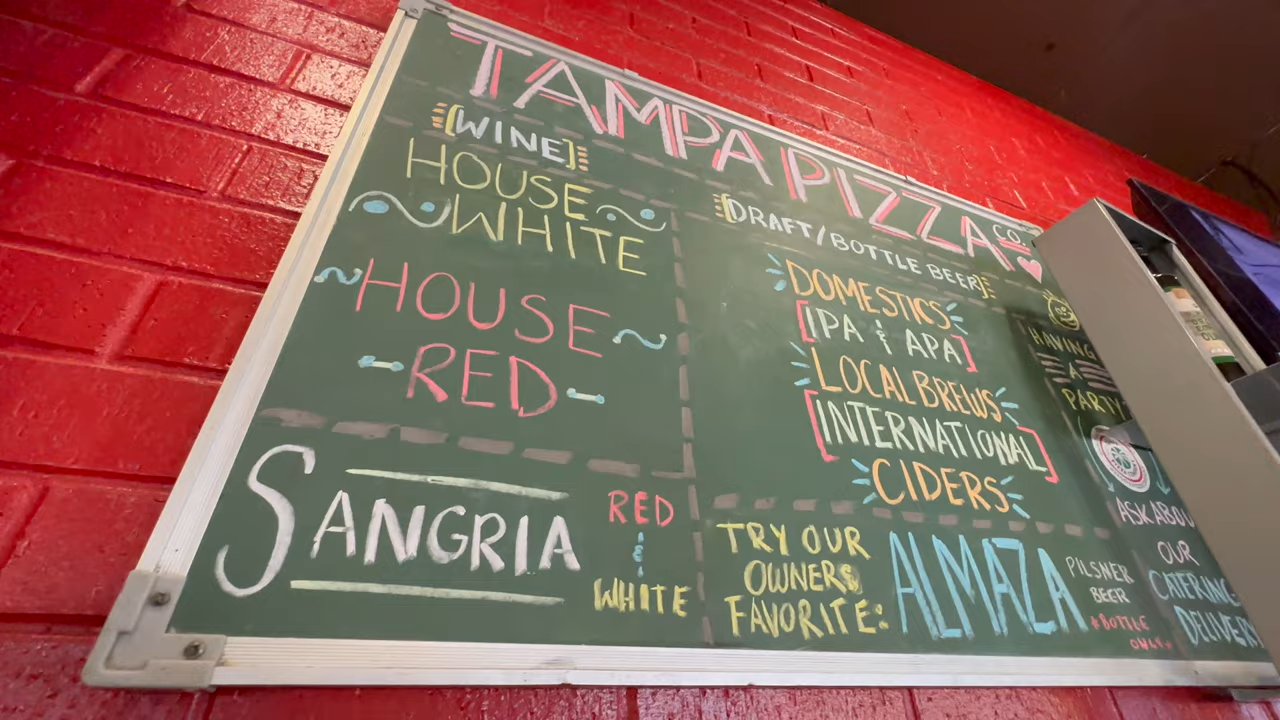 TAMPA PIZZA CO.
[WINE]
HOUSE
WHITE
HOUSE
RED
SANGRIA
RED
&
WHITE
[DRAFT/BOTTLE BEER]
DOMESTICS
[IPA & APA]
LOCAL BREWS
[INTERNATIONAL]
CIDERS
TRY OUR
OWNERS
FAVORITE:
ALMAZA
PILSNER
BEER
*BOTTLE
ONLY*
HAVING
A
PARTY
ASK ABOU
OUR
CATERING
DELIVERY